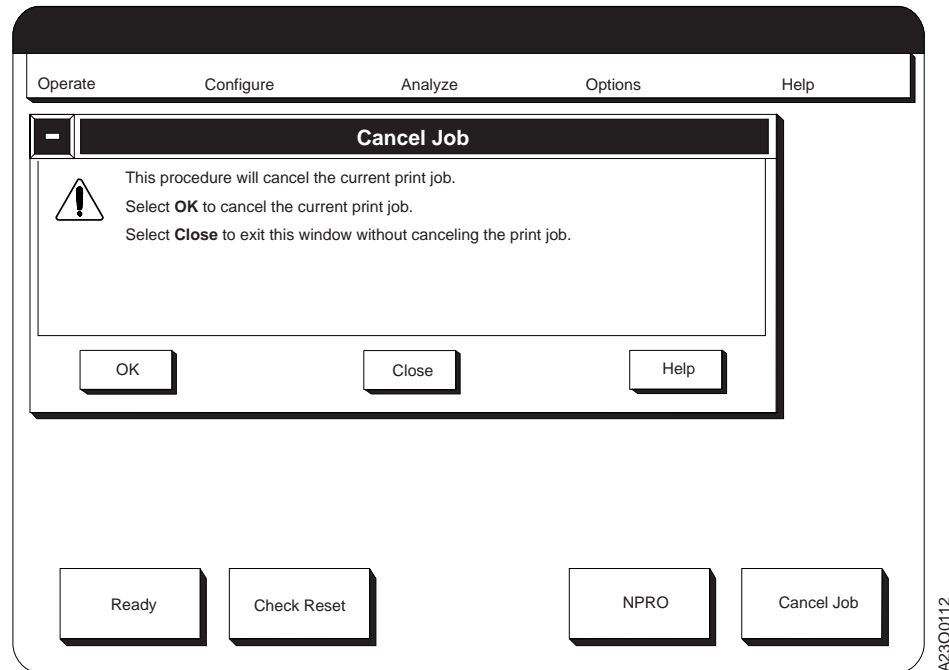 Operate Configure Analyze Options Help
Cancel Job
This procedure will cancel the current print job.
Select OK to cancel the current print job.
Select Close to exit this window without canceling the print job.
OK Close Help
Ready Check Reset NPRO Cancel Job
A23O0112